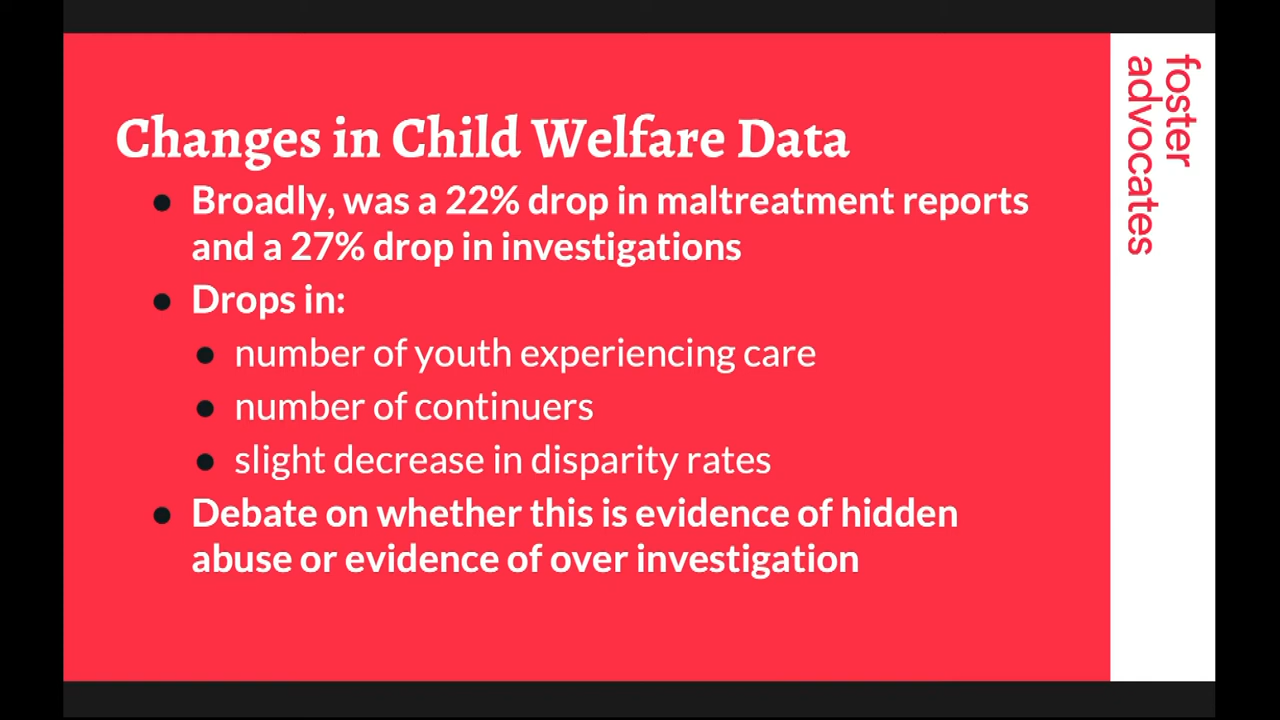 Changes in Child Welfare Data
● Broadly, was a 22% drop in maltreatment reports
and a 27% drop in investigations
● Drops in:
● number of youth experiencing care
● number of continuers
● slight decrease in disparity rates
● Debate on whether this is evidence of hidden
abuse or evidence of over investigation
foster
advocates